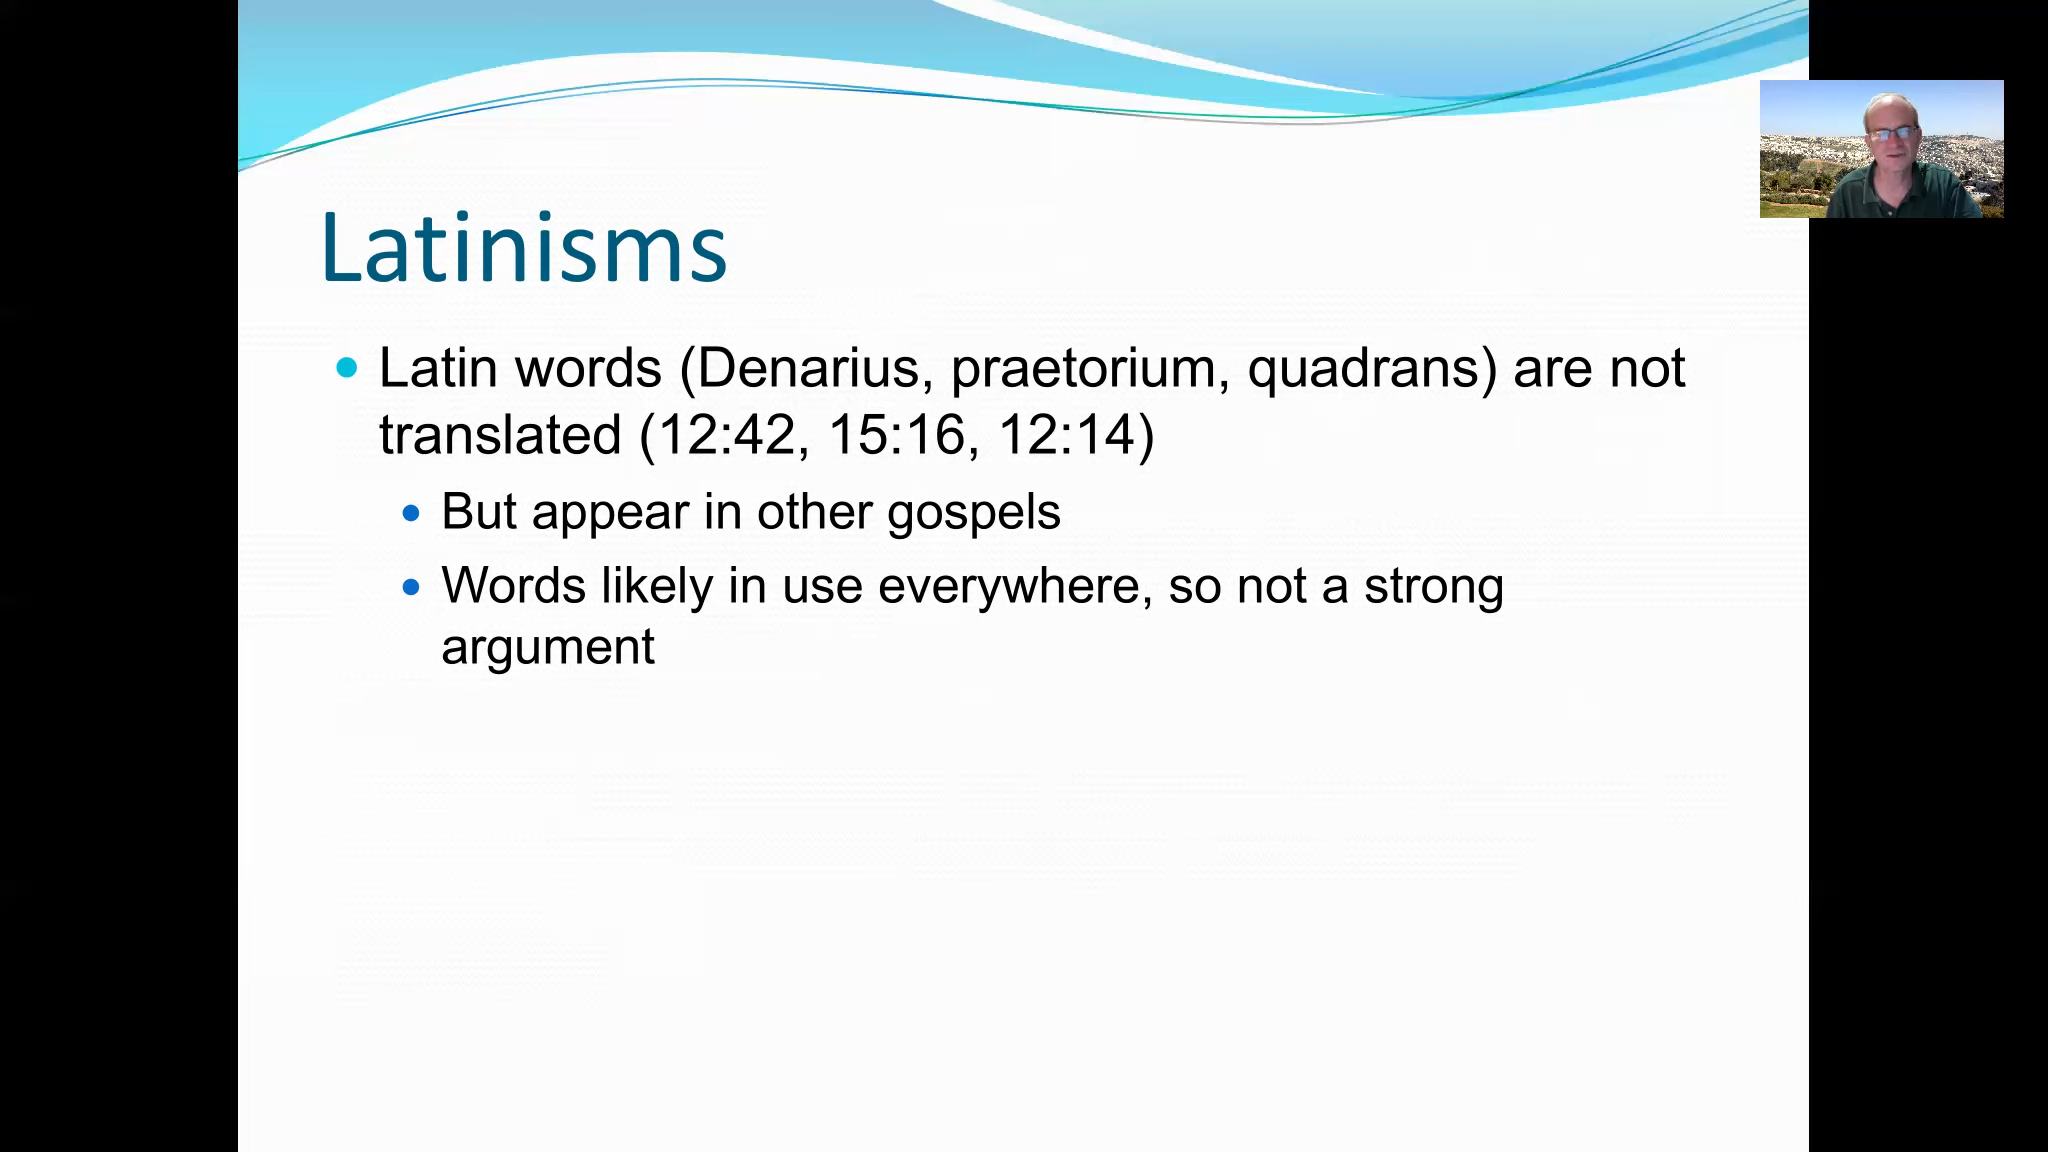 Latinisms
Latin words (Denarius, praetorium, quadrans) are not
translated (12:42, 15:16, 12:14)
But appear in other gospels
Words likely in use everywhere, so not a strong
argument